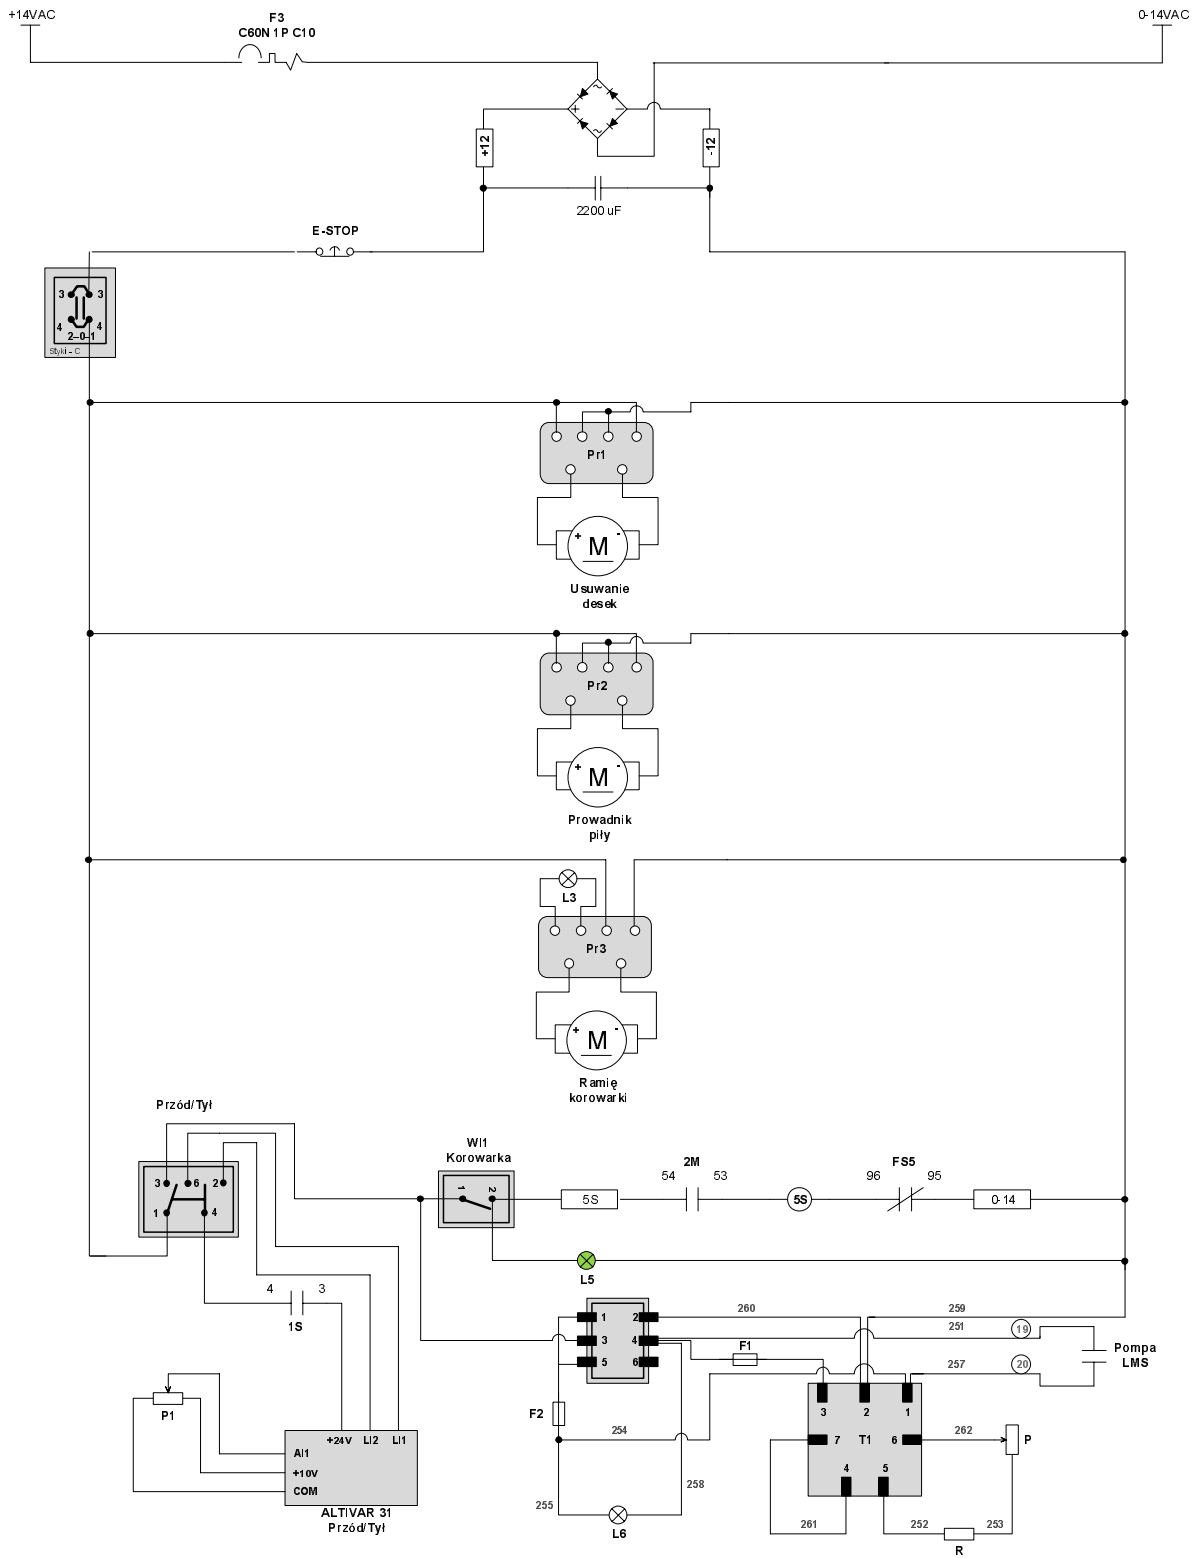 +14VAC
F3
C60N 1P C10
0-14VAC
+12
-12
2200 uF
E-STOP
3 3
4 4
2–0–1
Styki – C
Pr1
+ M -
Usuwanie
desek
Pr2
+ M -
Prowadnik
piły
L3
Pr3
+ M -
Ramię
korowarki
Przód/Tył
3 6 2
1 4
WI1
Korowarka
1 2
5S
2M
54 53
5S
FS5
96 95
0-14
L5
4 3
1S
1 2
3 4
5 6
260
259
251
19
F1
257
20
Pompa
LMS
F2
254
255
258
L6
3 2 1
7 T1 6
4 5
262
P
261
252
253
R
P1
+24V LI2 LI1
AI1
+10V
COM
ALTIVAR 31
Przód/Tył